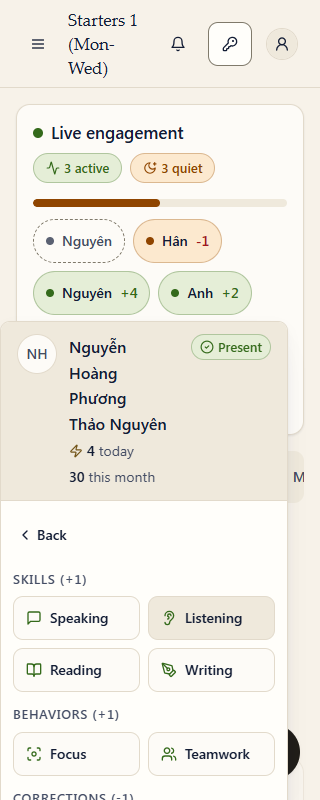 Starters 1
(Mon-
Wed)
Live engagement
3 active
3 quiet
Nguyên
Hân -1
Nguyên +4
Anh +2
M
NH
Nguyễn
Hoàng
Phương
Thảo Nguyên
Present
4 today
30 this month
Back
SKILLS (+1)
Speaking
Listening
Reading
Writing
BEHAVIORS (+1)
Focus
Teamwork
CORRECTIONS (-1)